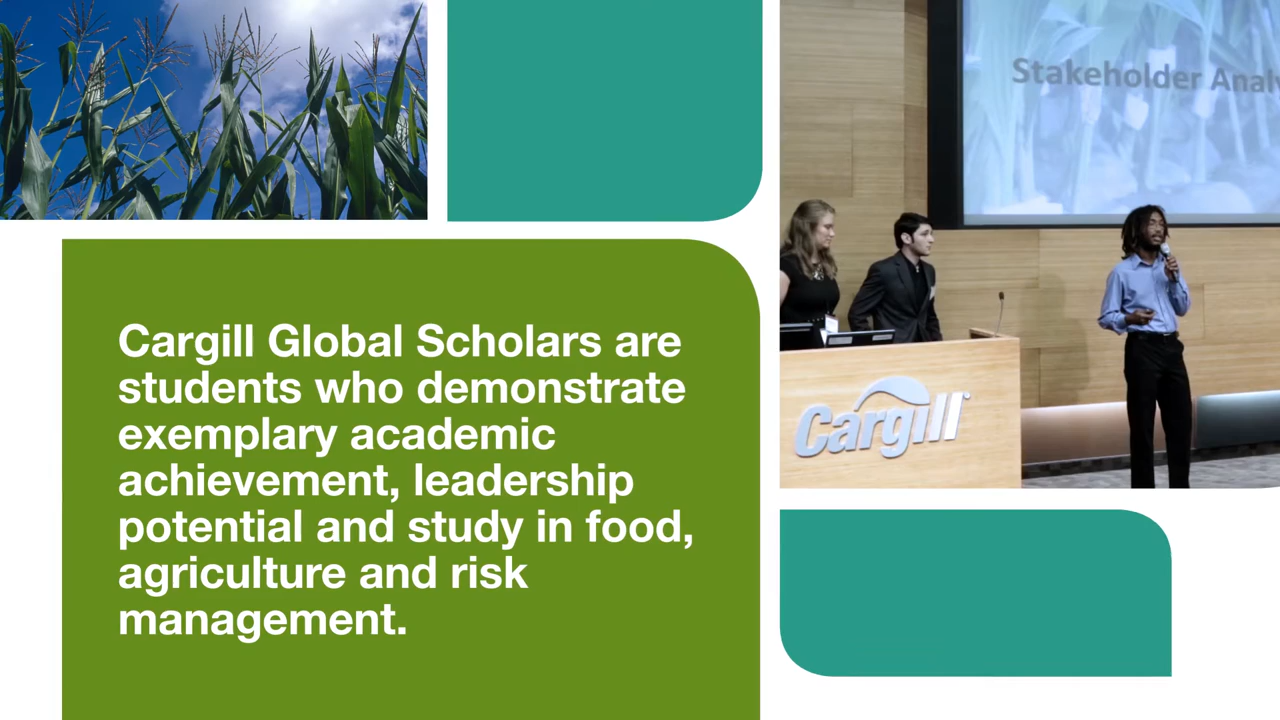 Stakeholder
Cargill
Cargill Global Scholars are
students who demonstrate
exemplary academic
achievement, leadership
potential and study in food,
agriculture and risk
management.